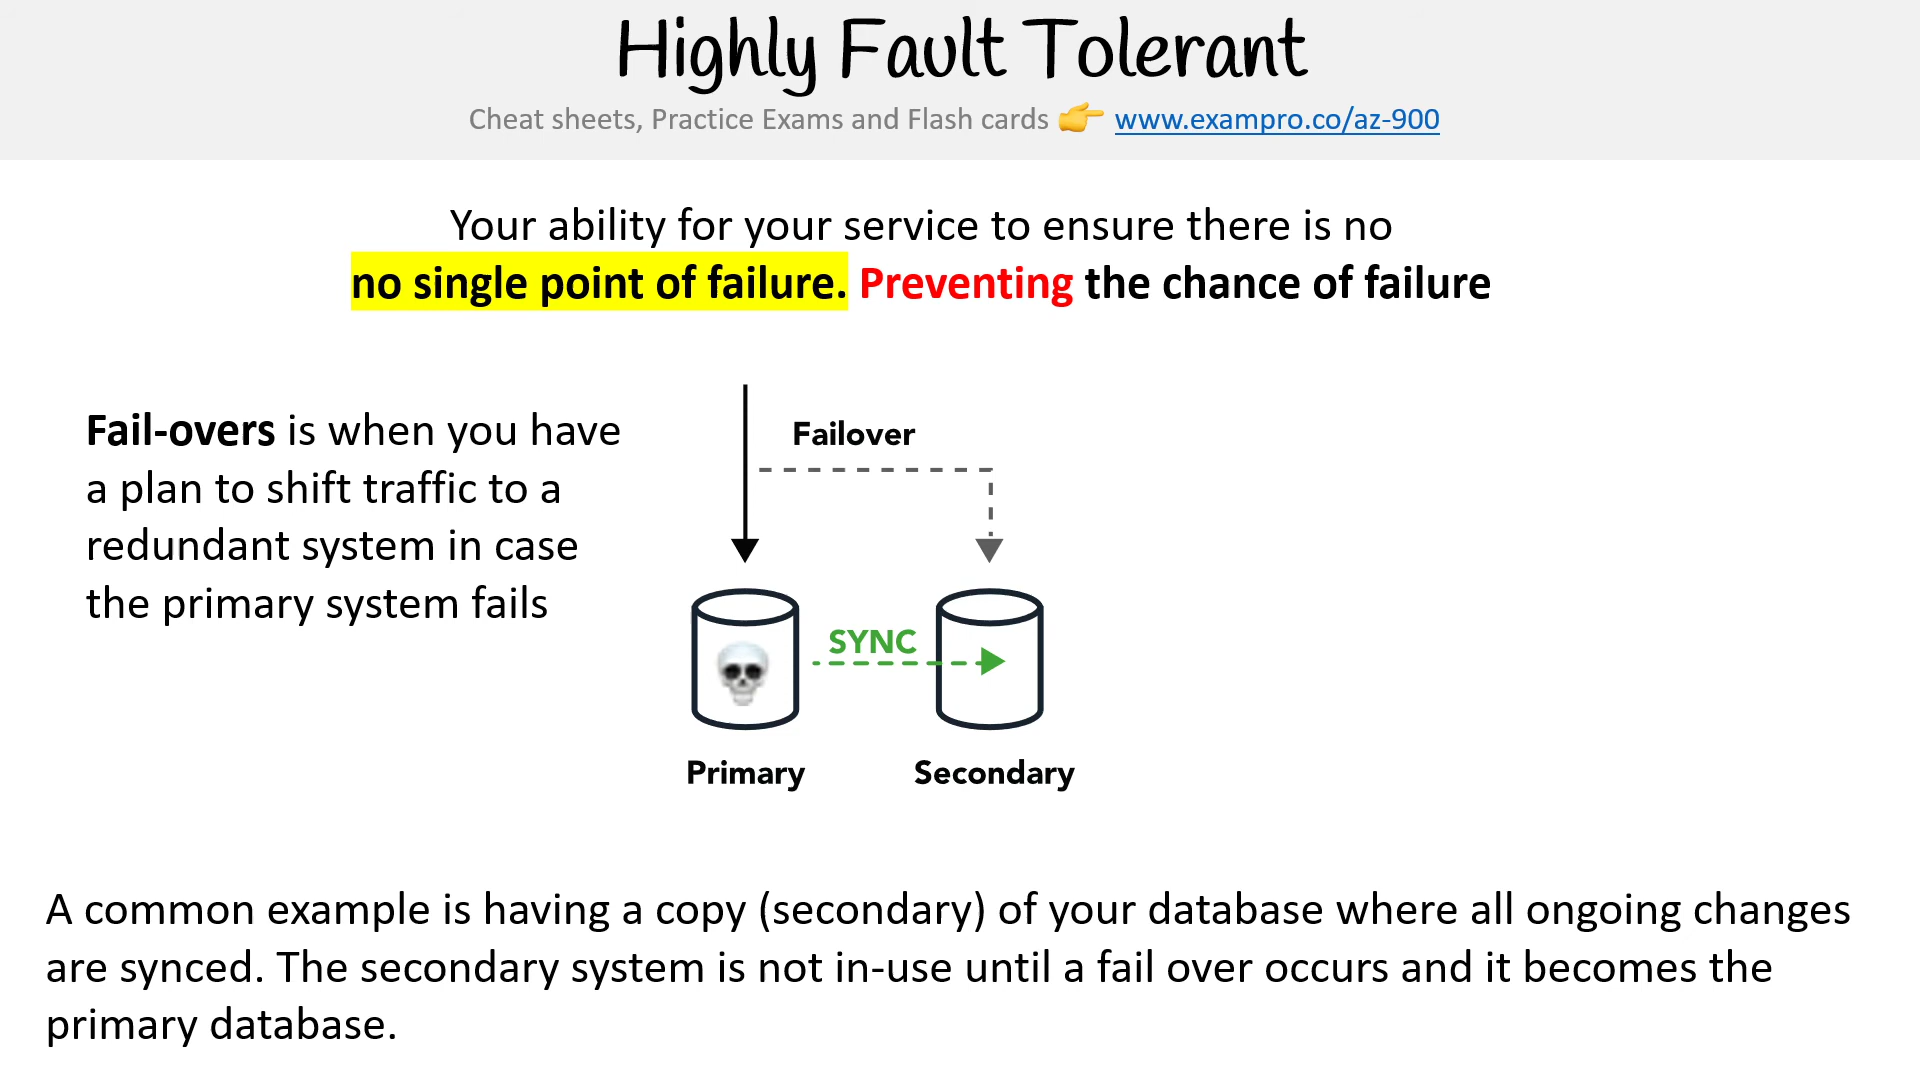 Highly Fault Tolerant
Cheat sheets, Practice Exams and Flash cards 👉 www.exampro.co/az-900
Your ability for your service to ensure there is no
no single point of failure. Preventing the chance of failure
Fail-overs is when you have
a plan to shift traffic to a
redundant system in case
the primary system fails
Failover
SYNC
Primary
Secondary
A common example is having a copy (secondary) of your database where all ongoing changes
are synced. The secondary system is not in-use until a fail over occurs and it becomes the
primary database.